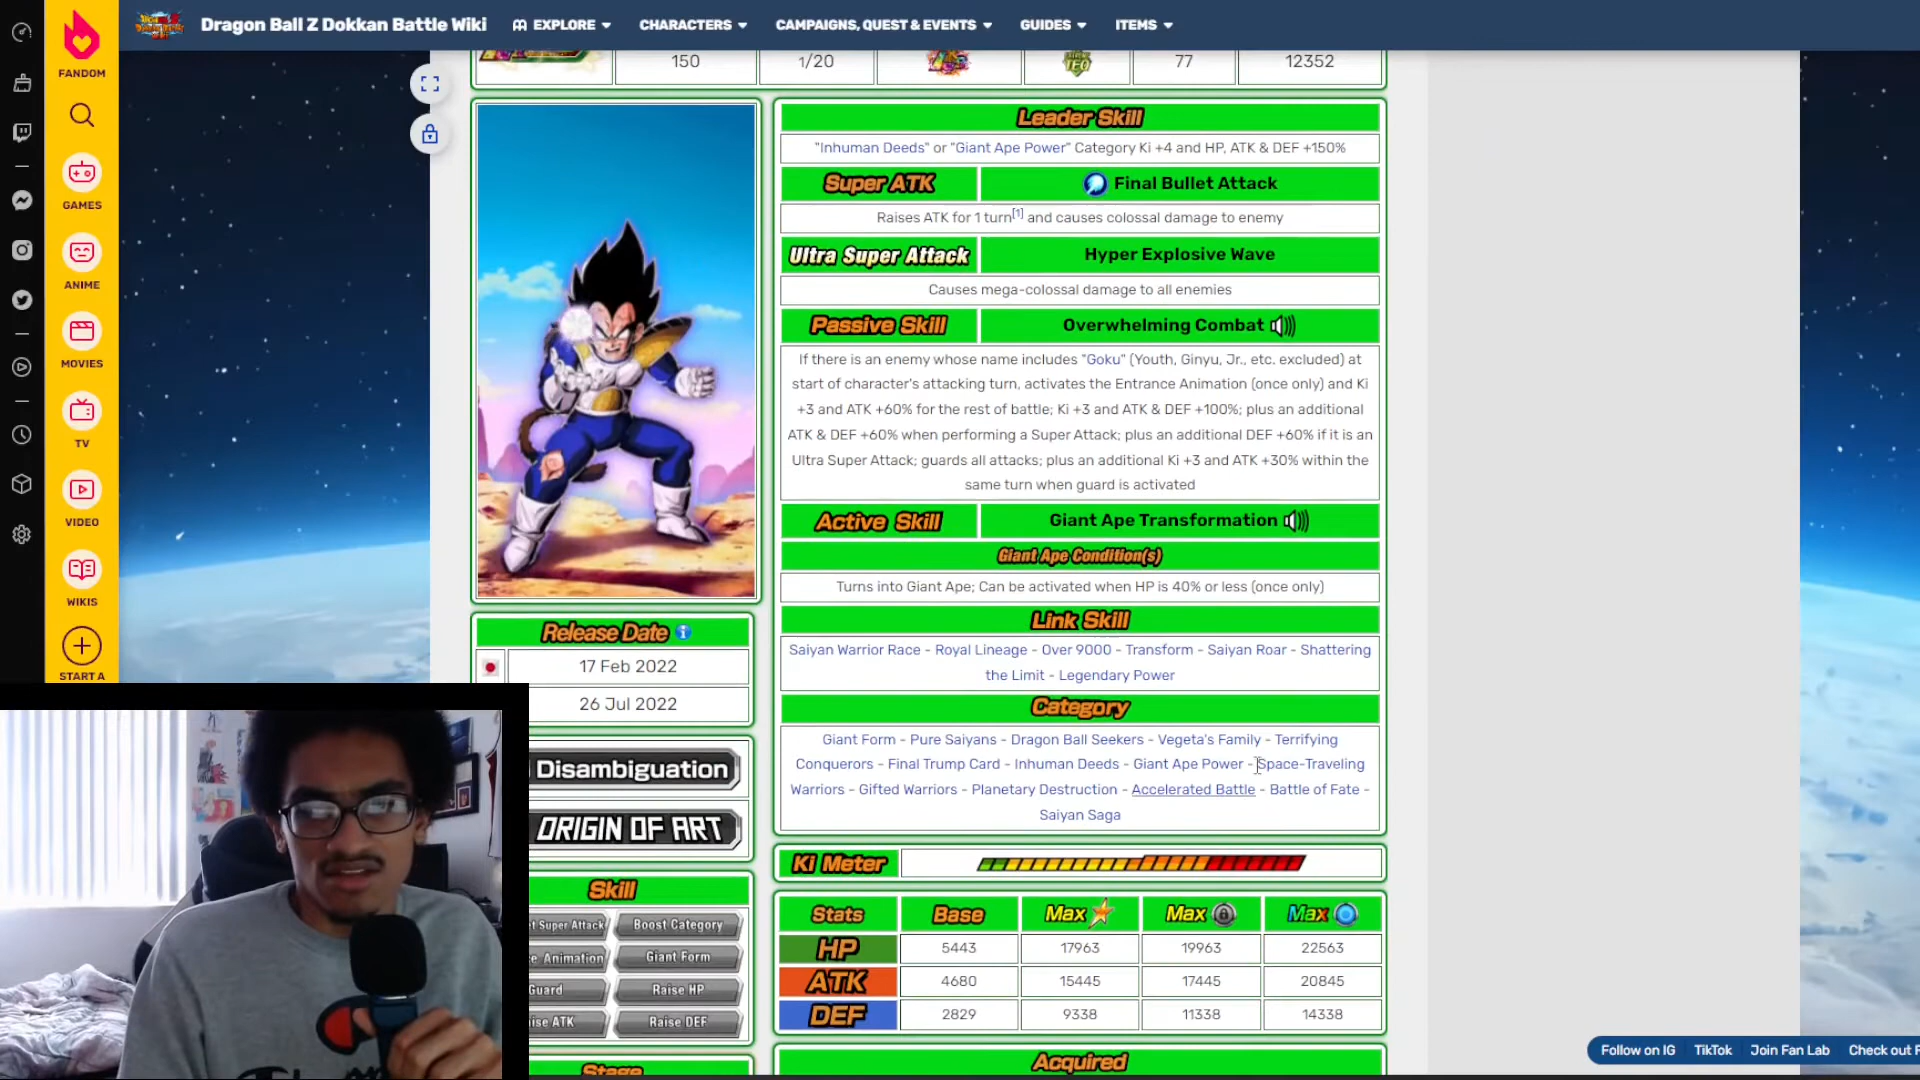 Dragon Ball Z Dokkan Battle Wiki
EXPLORE
CHARACTERS
CAMPAIGNS, QUEST & EVENTS
GUIDES
ITEMS
FANDOM
GAMES
ANIME
MOVIES
TV
VIDEO
WIKIS
START A
150
1/20
TEQ
77
12352
Leader Skill
"Inhuman Deeds" or "Giant Ape Power" Category Ki +4 and HP, ATK & DEF +150%
Super ATK
Final Bullet Attack
Raises ATK for 1 turn[1] and causes colossal damage to enemy
Ultra Super Attack
Hyper Explosive Wave
Causes mega-colossal damage to all enemies
Passive Skill
Overwhelming Combat
If there is an enemy whose name includes "Goku" (Youth, Ginyu, Jr., etc. excluded) at
start of character's attacking turn, activates the Entrance Animation (once only) and Ki
+3 and ATK +60% for the rest of battle; Ki +3 and ATK & DEF +100%; plus an additional
ATK & DEF +60% when performing a Super Attack; plus an additional DEF +60% if it is an
Ultra Super Attack; guards all attacks; plus an additional Ki +3 and ATK +30% within the
same turn when guard is activated
Active Skill
Giant Ape Transformation
Giant Ape Condition(s)
Turns into Giant Ape; Can be activated when HP is 40% or less (once only)
Link Skill
Saiyan Warrior Race - Royal Lineage - Over 9000 - Transform - Saiyan Roar - Shattering
the Limit - Legendary Power
Category
Giant Form - Pure Saiyans - Dragon Ball Seekers - Vegeta's Family - Terrifying
Conquerors - Final Trump Card - Inhuman Deeds - Giant Ape Power - Space-Traveling
Warriors - Gifted Warriors - Planetary Destruction - Accelerated Battle - Battle of Fate -
Saiyan Saga
Release Date
17 Feb 2022
26 Jul 2022
Disambiguation
ORIGIN OF ART
Skill
t Super Attack
Boost Category
e Animation
Giant Form
Guard
Raise HP
ise ATK
Raise DEF
Stage
Ki Meter
Stats Base Max Max Max
HP 5443 17963 19963 22563
ATK 4680 15445 17445 20845
DEF 2829 9338 11338 14338
Acquired
Follow on IG
TikTok
Join Fan Lab
Check out F